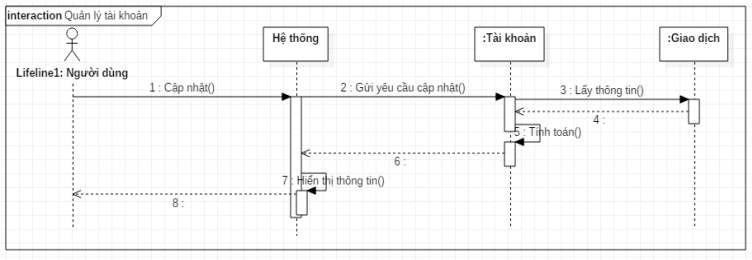 interaction Quản lý tài khoản
Lifeline1: Người dùng
Hệ thống
:Tài khoản
:Giao dịch
1 : Cập nhật()
2 : Gửi yêu cầu cập nhật()
3 : Lấy thông tin()
4 :
5 : Tính toán()
6 :
7 : Hiển thị thông tin()
8 :